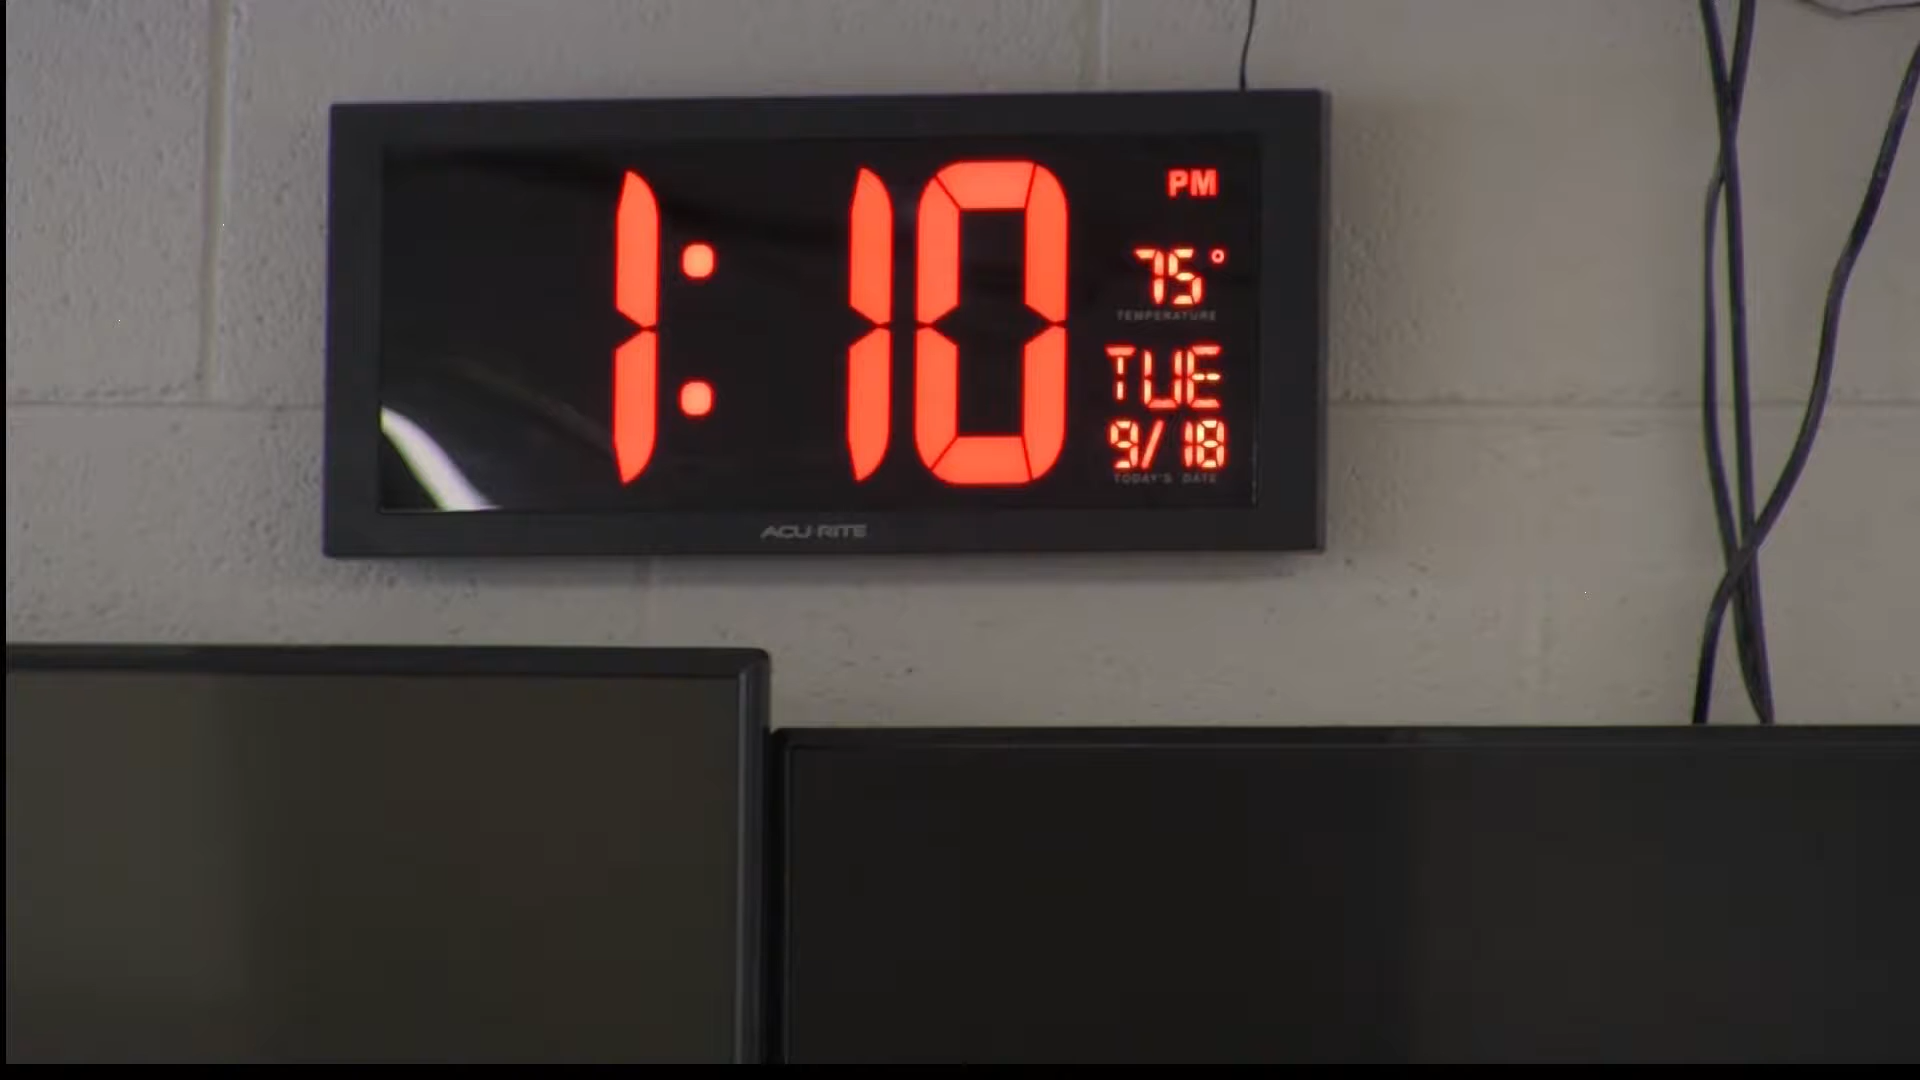 1:10
PM
75°
TEMPERATURE
TUE
9/18
TODAY'S DATE
ACU·RITE